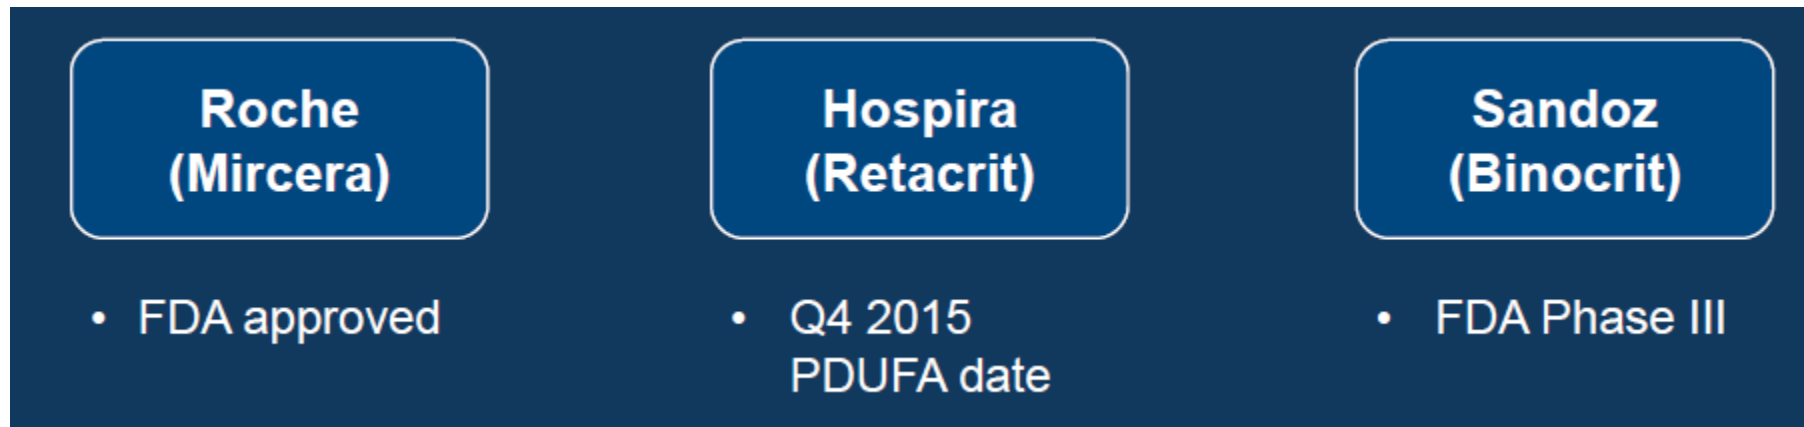 Roche
(Mircera)
• FDA approved
Hospira
(Retacrit)
• Q4 2015
PDUFA date
Sandoz
(Binocrit)
• FDA Phase III